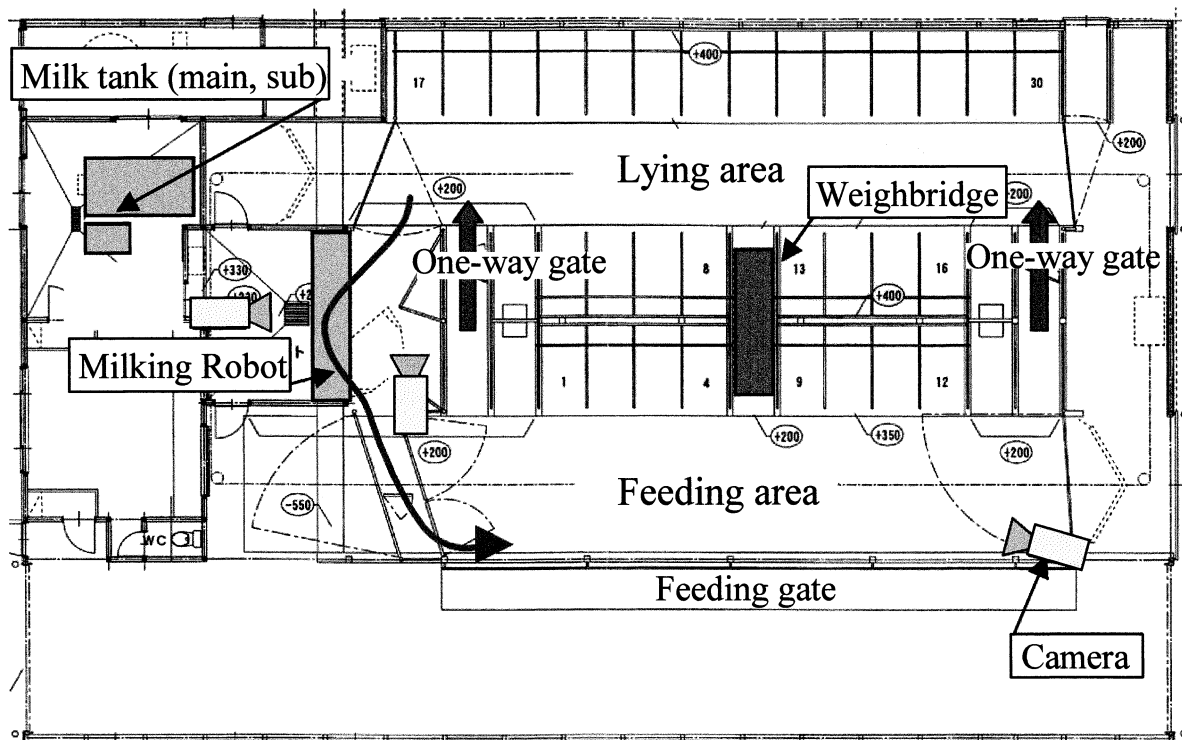 Milk tank (main, sub)
17
+400
30
+200
Lying area
Weighbridge
+200
+200
One-way gate
8
13
16
One-way gate
+330
+400
Milking Robot
1
4
9
12
+200
+200
+350
+200
Feeding area
-550
WC
Feeding gate
Camera